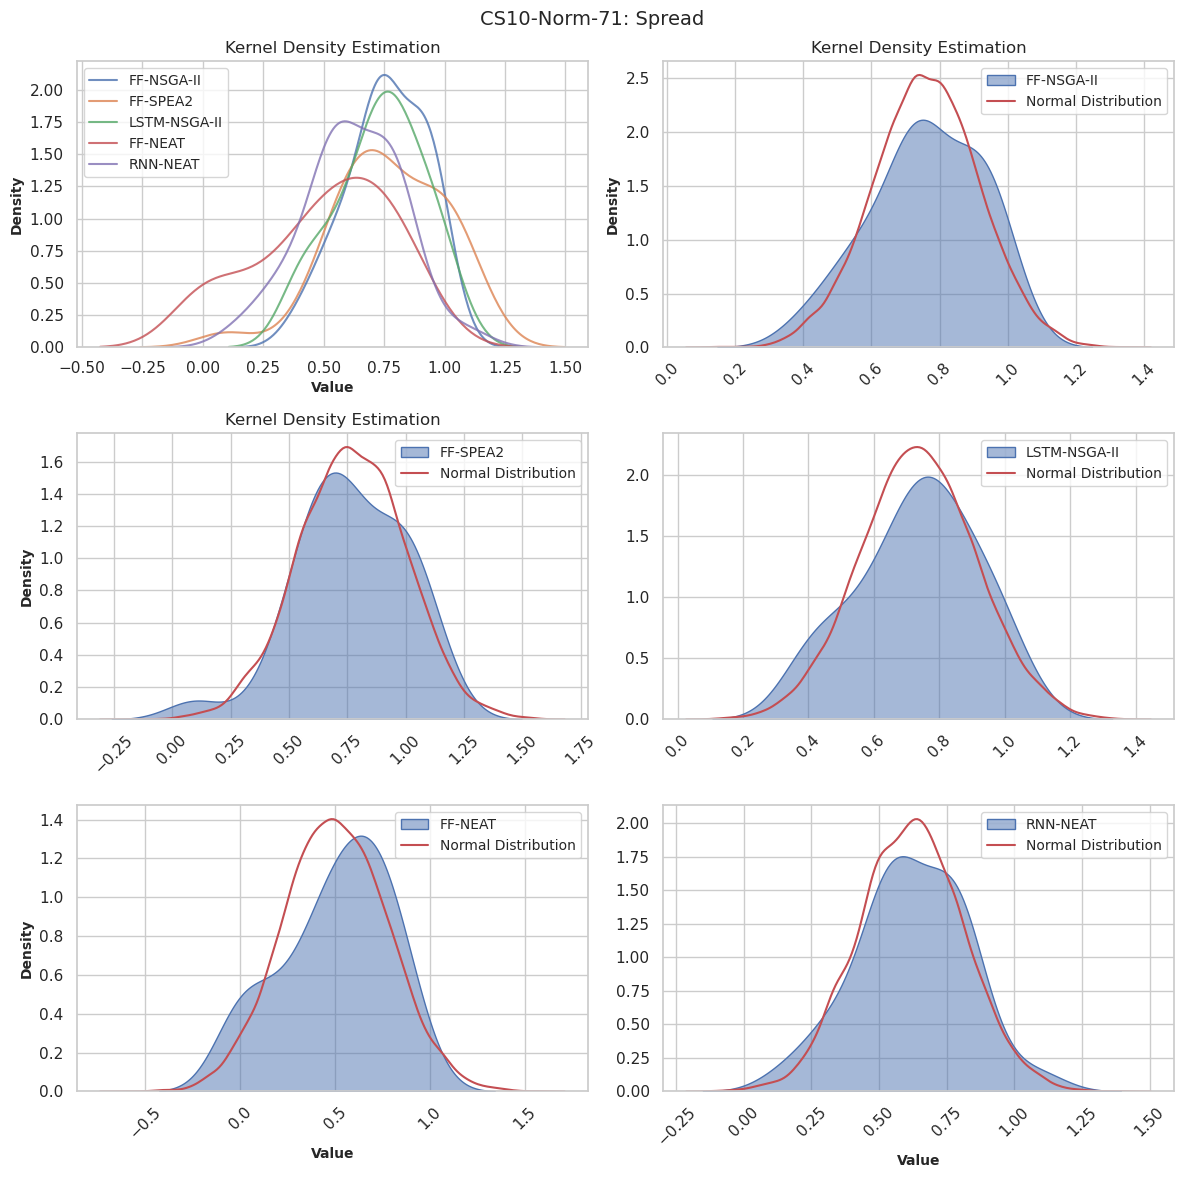 CS10-Norm-71: Spread
Kernel Density Estimation
FF-NSGA-II
FF-SPEA2
LSTM-NSGA-II
FF-NEAT
RNN-NEAT
Density
2.00
1.75
1.50
1.25
1.00
0.75
0.50
0.25
0.00
−0.50 −0.25 0.00 0.25 0.50 0.75 1.00 1.25 1.50
Value
Kernel Density Estimation
FF-NSGA-II
Normal Distribution
Density
2.5
2.0
1.5
1.0
0.5
0.0
0.0 0.2 0.4 0.6 0.8 1.0 1.2 1.4
Kernel Density Estimation
FF-SPEA2
Normal Distribution
Density
1.6
1.4
1.2
1.0
0.8
0.6
0.4
0.2
0.0
−0.25 0.00 0.25 0.50 0.75 1.00 1.25 1.50 1.75
LSTM-NSGA-II
Normal Distribution
2.0
1.5
1.0
0.5
0.0
0.0 0.2 0.4 0.6 0.8 1.0 1.2 1.4
FF-NEAT
Normal Distribution
Density
1.4
1.2
1.0
0.8
0.6
0.4
0.2
0.0
−0.5 0.0 0.5 1.0 1.5
Value
RNN-NEAT
Normal Distribution
2.00
1.75
1.50
1.25
1.00
0.75
0.50
0.25
0.00
−0.25 0.00 0.25 0.50 0.75 1.00 1.25 1.50
Value